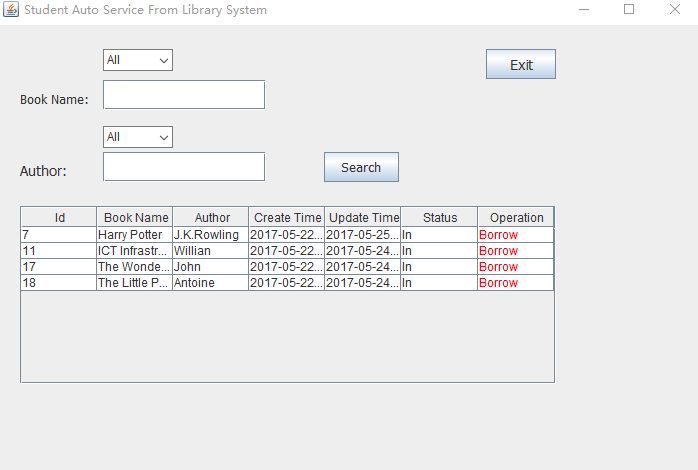 Student Auto Service From Library System
All
Exit
Book Name:
All
Author:
Search
Id Book Name Author Create Time Update Time Status Operation
7 Harry Potter J.K.Rowling 2017-05-22... 2017-05-25... In Borrow
11 ICT Infrastr... Willian 2017-05-22... 2017-05-24... In Borrow
17 The Wonde... John 2017-05-22... 2017-05-24... In Borrow
18 The Little P... Antoine 2017-05-22... 2017-05-24... In Borrow